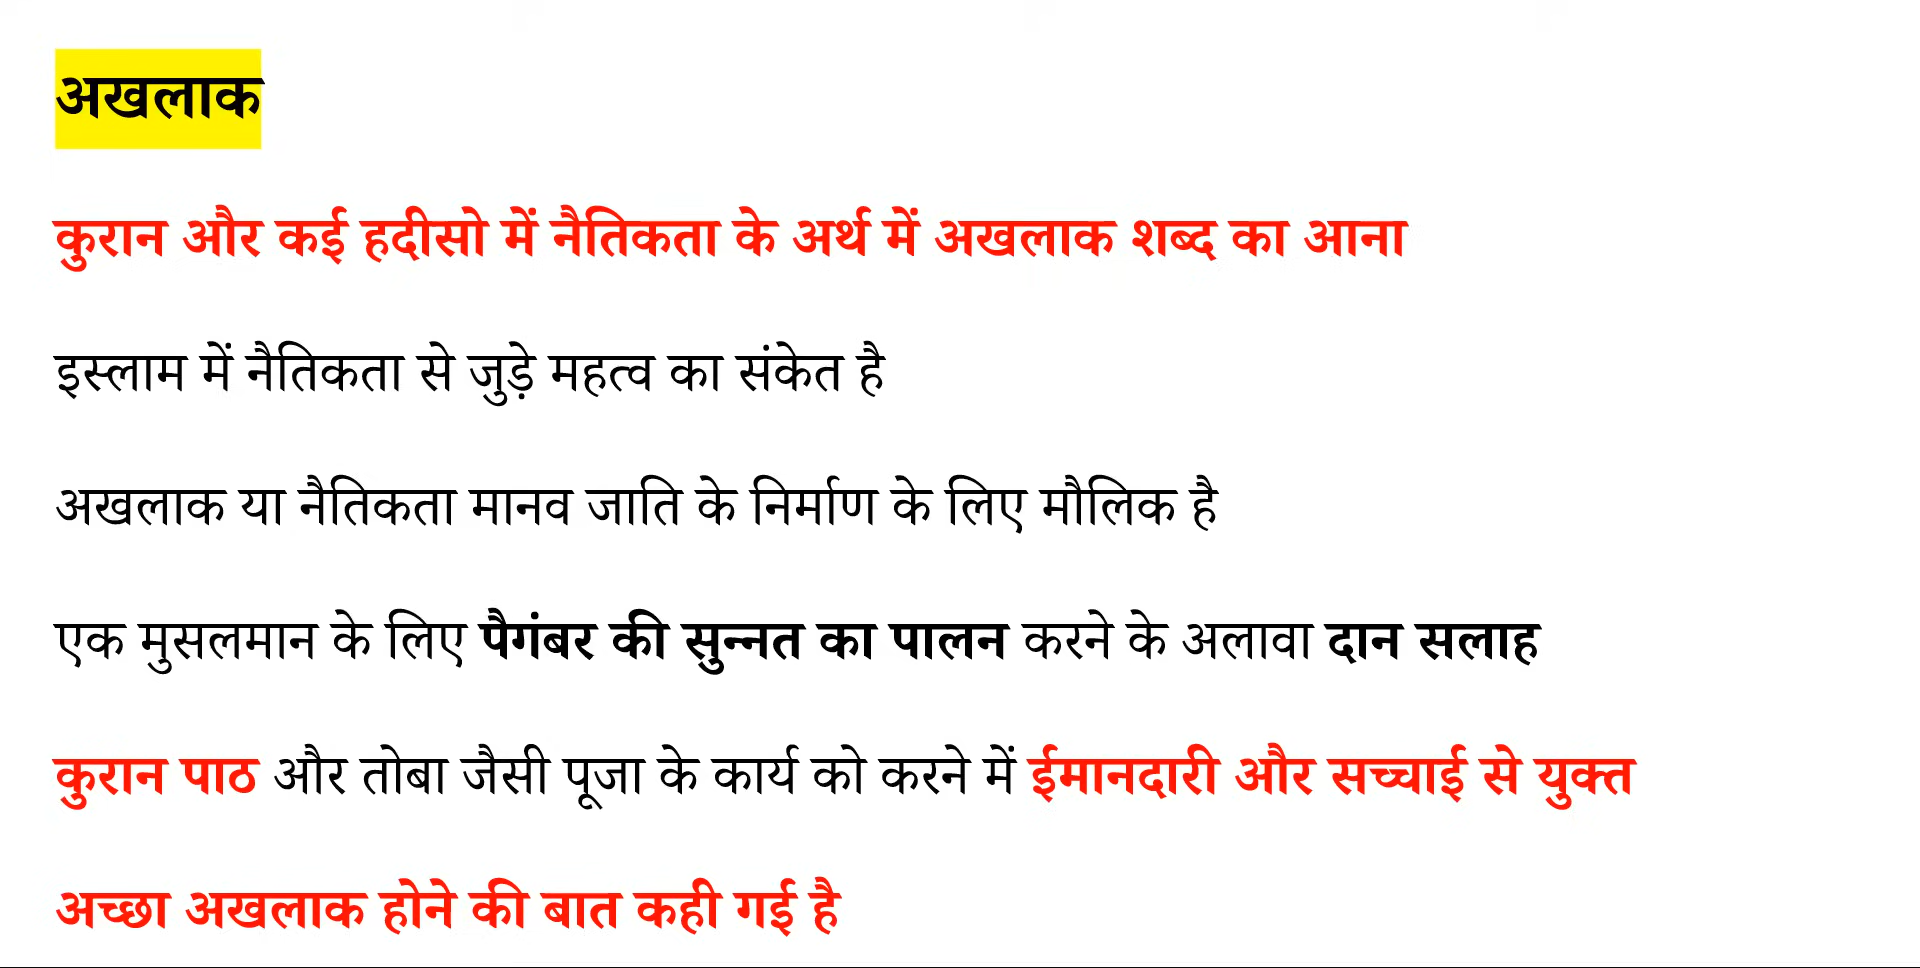 अखलाक
कुरान और कई हदीसो में नैतिकता के अर्थ में अखलाक शब्द का आना
इस्लाम में नैतिकता से जुड़े महत्व का संकेत है
अखलाक या नैतिकता मानव जाति के निर्माण के लिए मौलिक है
एक मुसलमान के लिए पैगंबर की सुन्नत का पालन करने के अलावा दान सलाह
कुरान पाठ और तोबा जैसी पूजा के कार्य को करने में ईमानदारी और सच्चाई से युक्त
अच्छा अखलाक होने की बात कही गई है